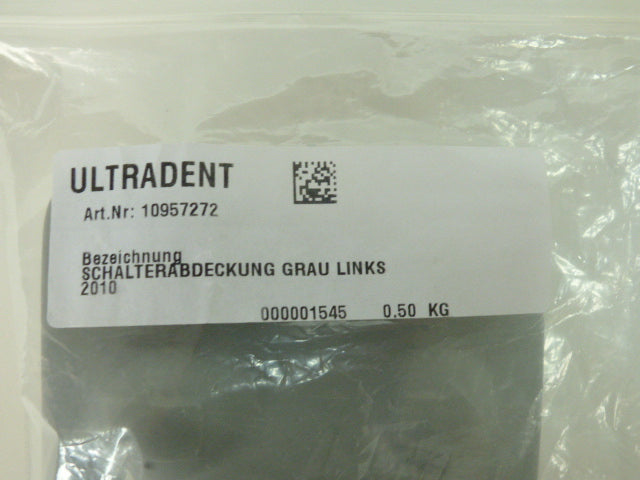 ULTRADENT
Art.Nr: 10957272
Bezeichnung
SCHALTERABDECKUNG GRAU LINKS
2010
000001545 0.50 KG